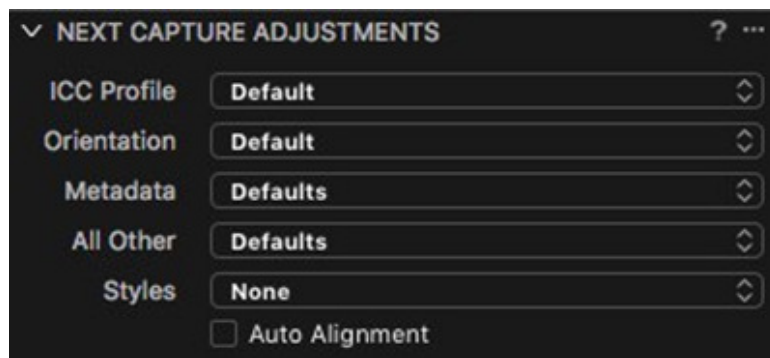 NEXT CAPTURE ADJUSTMENTS ? ...
ICC Profile Default
Orientation Default
Metadata Defaults
All Other Defaults
Styles None
Auto Alignment